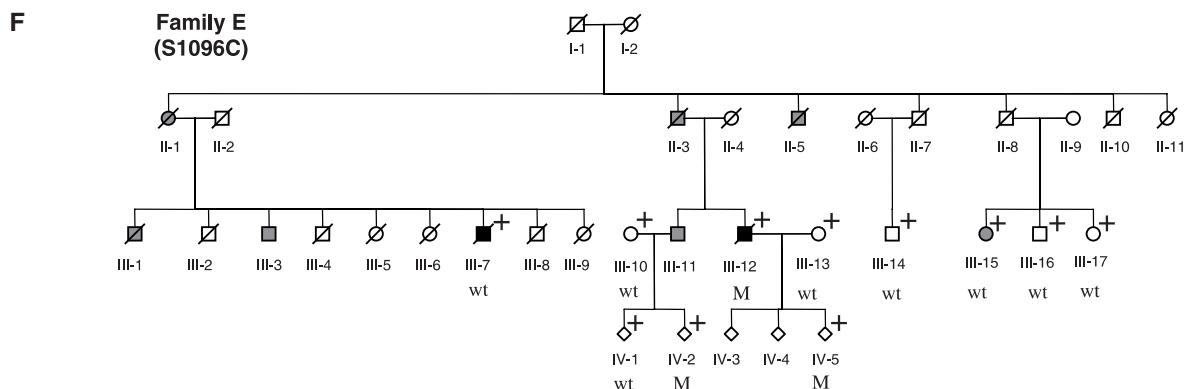 F
Family E
(S1096C)
I-1 I-2
II-1 II-2 II-3 II-4 II-5 II-6 II-7 II-8 II-9 II-10 II-11
+ + + + + + + +
III-1 III-2 III-3 III-4 III-5 III-6 III-7 III-8 III-9 III-10 III-11 III-12 III-13 III-14 III-15 III-16 III-17
wt wt M wt wt wt wt wt
+ + +
IV-1 IV-2 IV-3 IV-4 IV-5
wt M M